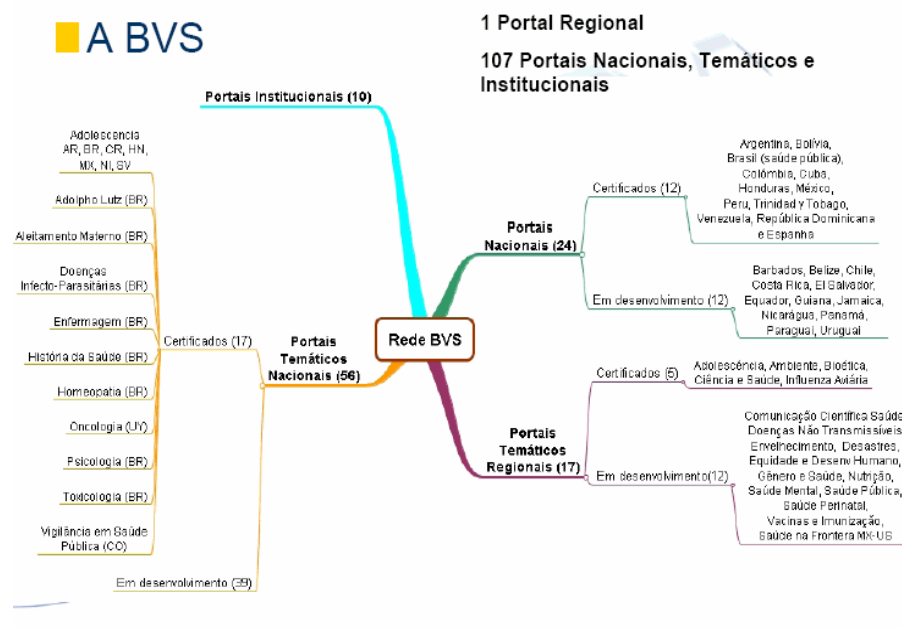 A BVS
1 Portal Regional
107 Portais Nacionais, Temáticos e
Institucionais
Portais Institucionais (10)
Adolescencia
AR, BR, CR, HN,
MX, NI, SV
Adolpho Lutz (BR)
Aleitamento Materno (BR)
Doenças
Infecto-Parasitárias (BR)
Enfermagem (BR)
História da Saúde (BR)
Homeopatia (BR)
Oncologia (UY)
Psicologia (BR)
Toxicologia (BR)
Vigilância em Saúde
Pública (CO)
Certificados (17)
Em desenvolvimento (39)
Portais
Temáticos
Nacionais (56)
Rede BVS
Portais
Nacionais (24)
Certificados (12)
Argentina, Bolívia,
Brasil (saúde pública),
Colômbia, Cuba,
Honduras, México,
Peru, Trinidad y Tobago,
Venezuela, República Dominicana
e Espanha
Em desenvolvimento (12)
Barbados, Belize, Chile,
Costa Rica, El Salvador,
Equador, Guiana, Jamaica,
Nicarágua, Panamá,
Paraguai, Uruguai
Portais
Temáticos
Regionais (17)
Certificados (5)
Adolescência, Ambiente, Bioética,
Ciência e Saúde, Influenza Aviária
Em desenvolvimento(12)
Comunicação Científica Saúde
Doenças Não Transmissíveis
Envelhecimento, Desastres,
Equidade e Desenv Humano,
Gênero e Saúde, Nutrição,
Saúde Mental, Saúde Pública,
Saúde Perinatal,
Vacinas e Imunização,
Saúde na Frontera MX-US